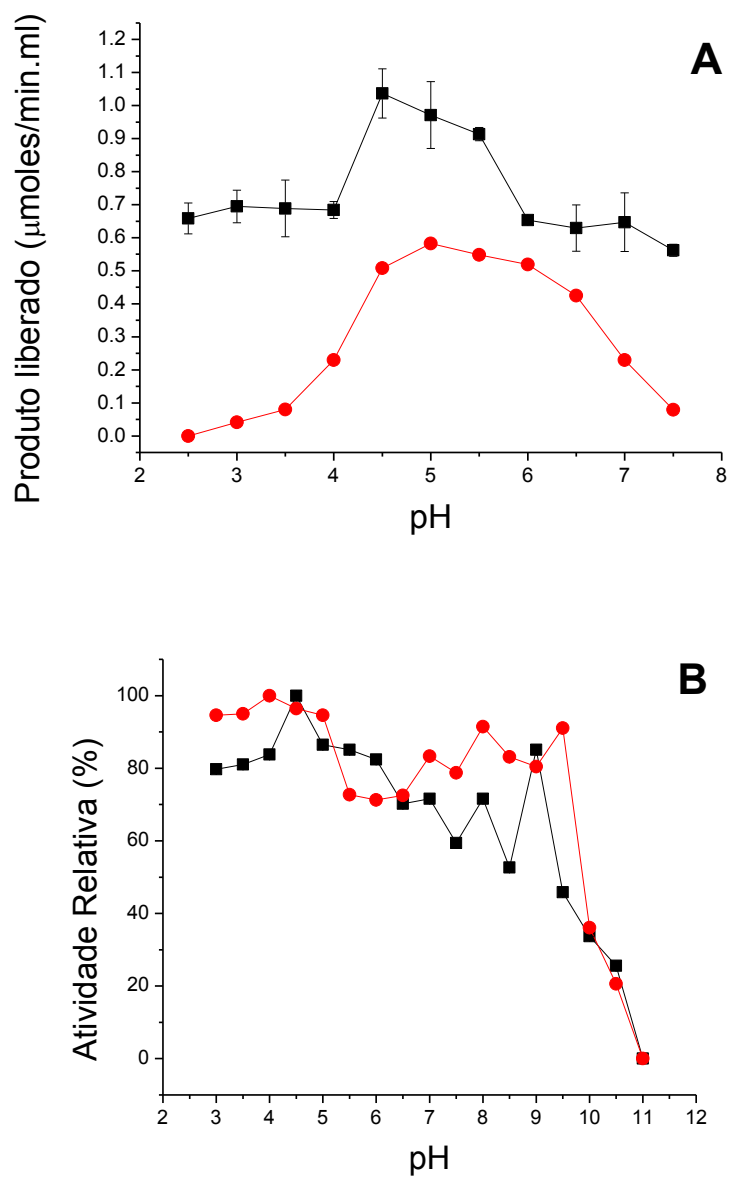 A
Produto liberado (μmoles/min.ml)
1.2
1.1
1.0
0.9
0.8
0.7
0.6
0.5
0.4
0.3
0.2
0.1
0.0
2 3 4 5 6 7 8
pH
B
Atividade Relativa (%)
100
80
60
40
20
0
2 3 4 5 6 7 8 9 10 11 12
pH